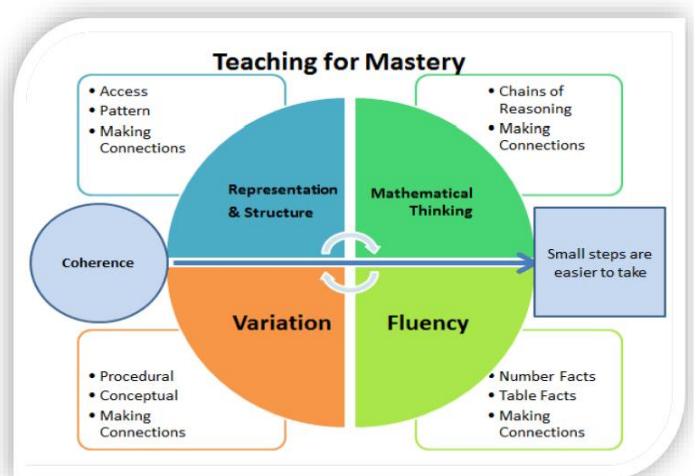 Teaching for Mastery
• Access
• Pattern
• Making
Connections
• Chains of
Reasoning
• Making
Connections
Representation
& Structure
Mathematical
Thinking
Coherence
Small steps are
easier to take
Variation
Fluency
• Procedural
• Conceptual
• Making
Connections
• Number Facts
• Table Facts
• Making
Connections